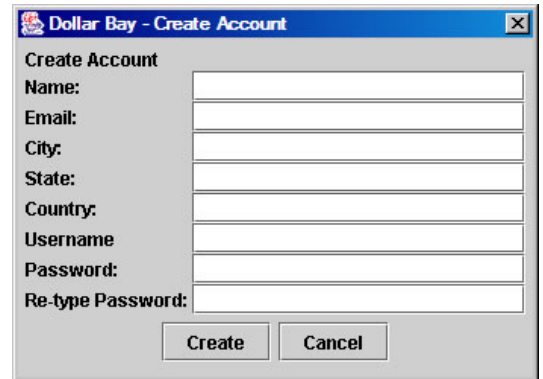 Dollar Bay - Create Account
Create Account
Name:
Email:
City:
State:
Country:
Username
Password:
Re-type Password:
Create Cancel